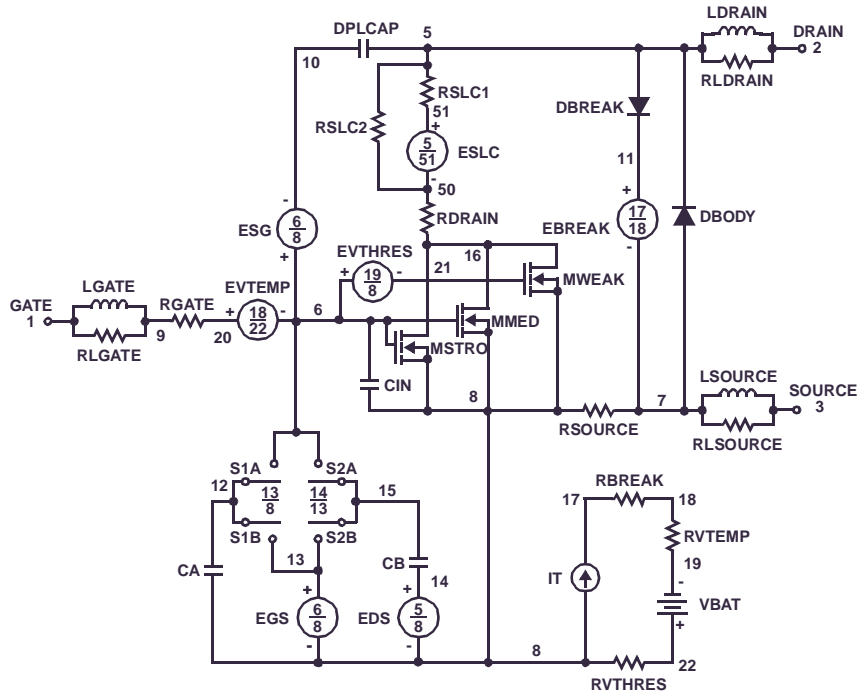 LDRAIN
DPLCAP
5
DRAIN
2
10
RLDRAIN
RSLC1
51
DBREAK
RSLC2
+
5
51
ESLC
-
50
11
-
RDRAIN
+
17
18
EBREAK
-
DBODY
6
8
ESG
+
EVTHRES
16
+
19
8
-
21
MWEAK
LGATE
EVTEMP
GATE
1
RGATE
+
18
22
-
6
MMED
9
20
MSTRO
RLGATE
CIN
LSOURCE
8
7
SOURCE
3
RSOURCE
RLSOURCE
S1A
S2A
12
13
8
14
13
15
RBREAK
17
18
S1B
S2B
RVTEMP
13
CB
19
CA
14
IT
-
VBAT
+
+
+
EGS
6
8
EDS
5
8
-
-
8
22
RVTHRES